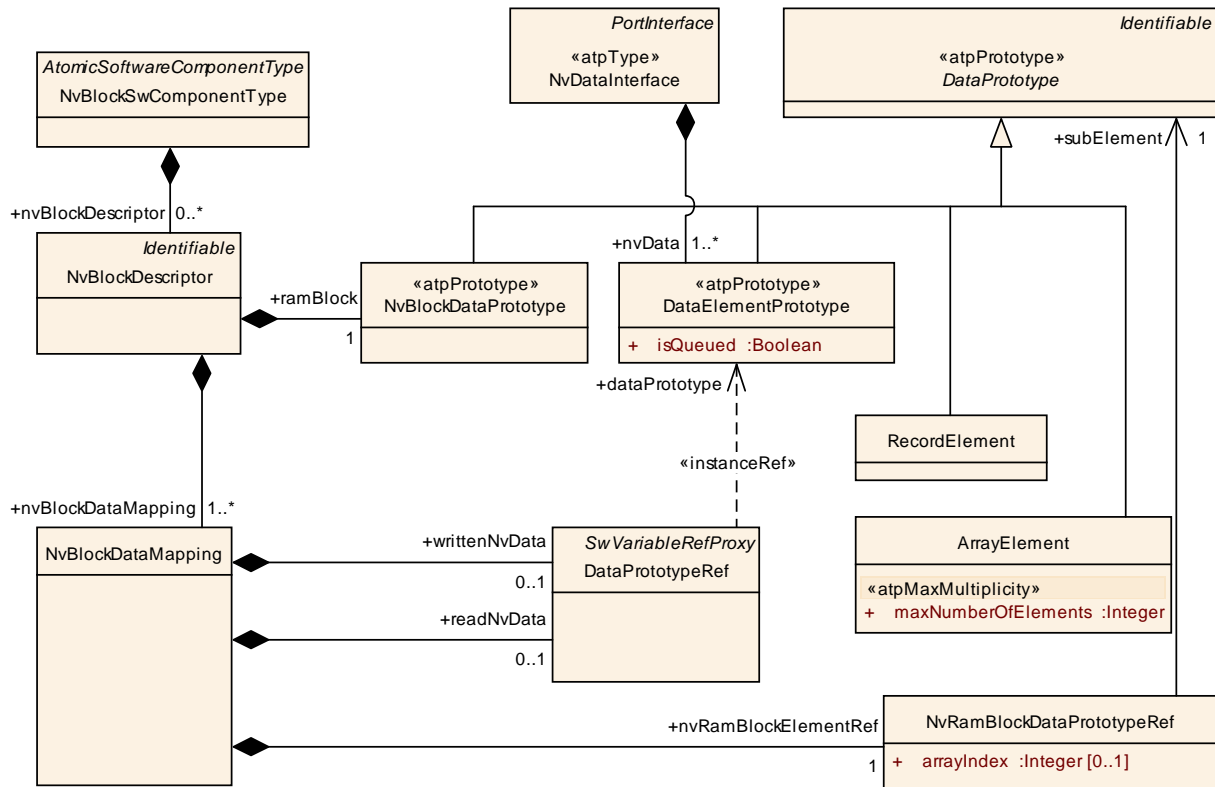 AtomicSoftwareComponentType
NvBlockSwComponentType
PortInterface
«atpType»
NvDataInterface
Identifiable
«atpPrototype»
DataPrototype
+subElement 1
+nvBlockDescriptor 0..*
Identifiable
NvBlockDescriptor
+ramBlock
1
«atpPrototype»
NvBlockDataPrototype
+nvData 1..*
«atpPrototype»
DataElementPrototype
+ isQueued :Boolean
+dataPrototype
«instanceRef»
RecordElement
ArrayElement
«atpMaxMultiplicity»
+ maxNumberOfElements :Integer
+nvBlockDataMapping 1..*
NvBlockDataMapping
+writtenNvData
0..1
+readNvData
0..1
SwVariableRefProxy
DataPrototypeRef
+nvRamBlockElementRef
1
NvRamBlockDataPrototypeRef
+ arrayIndex :Integer [0..1]